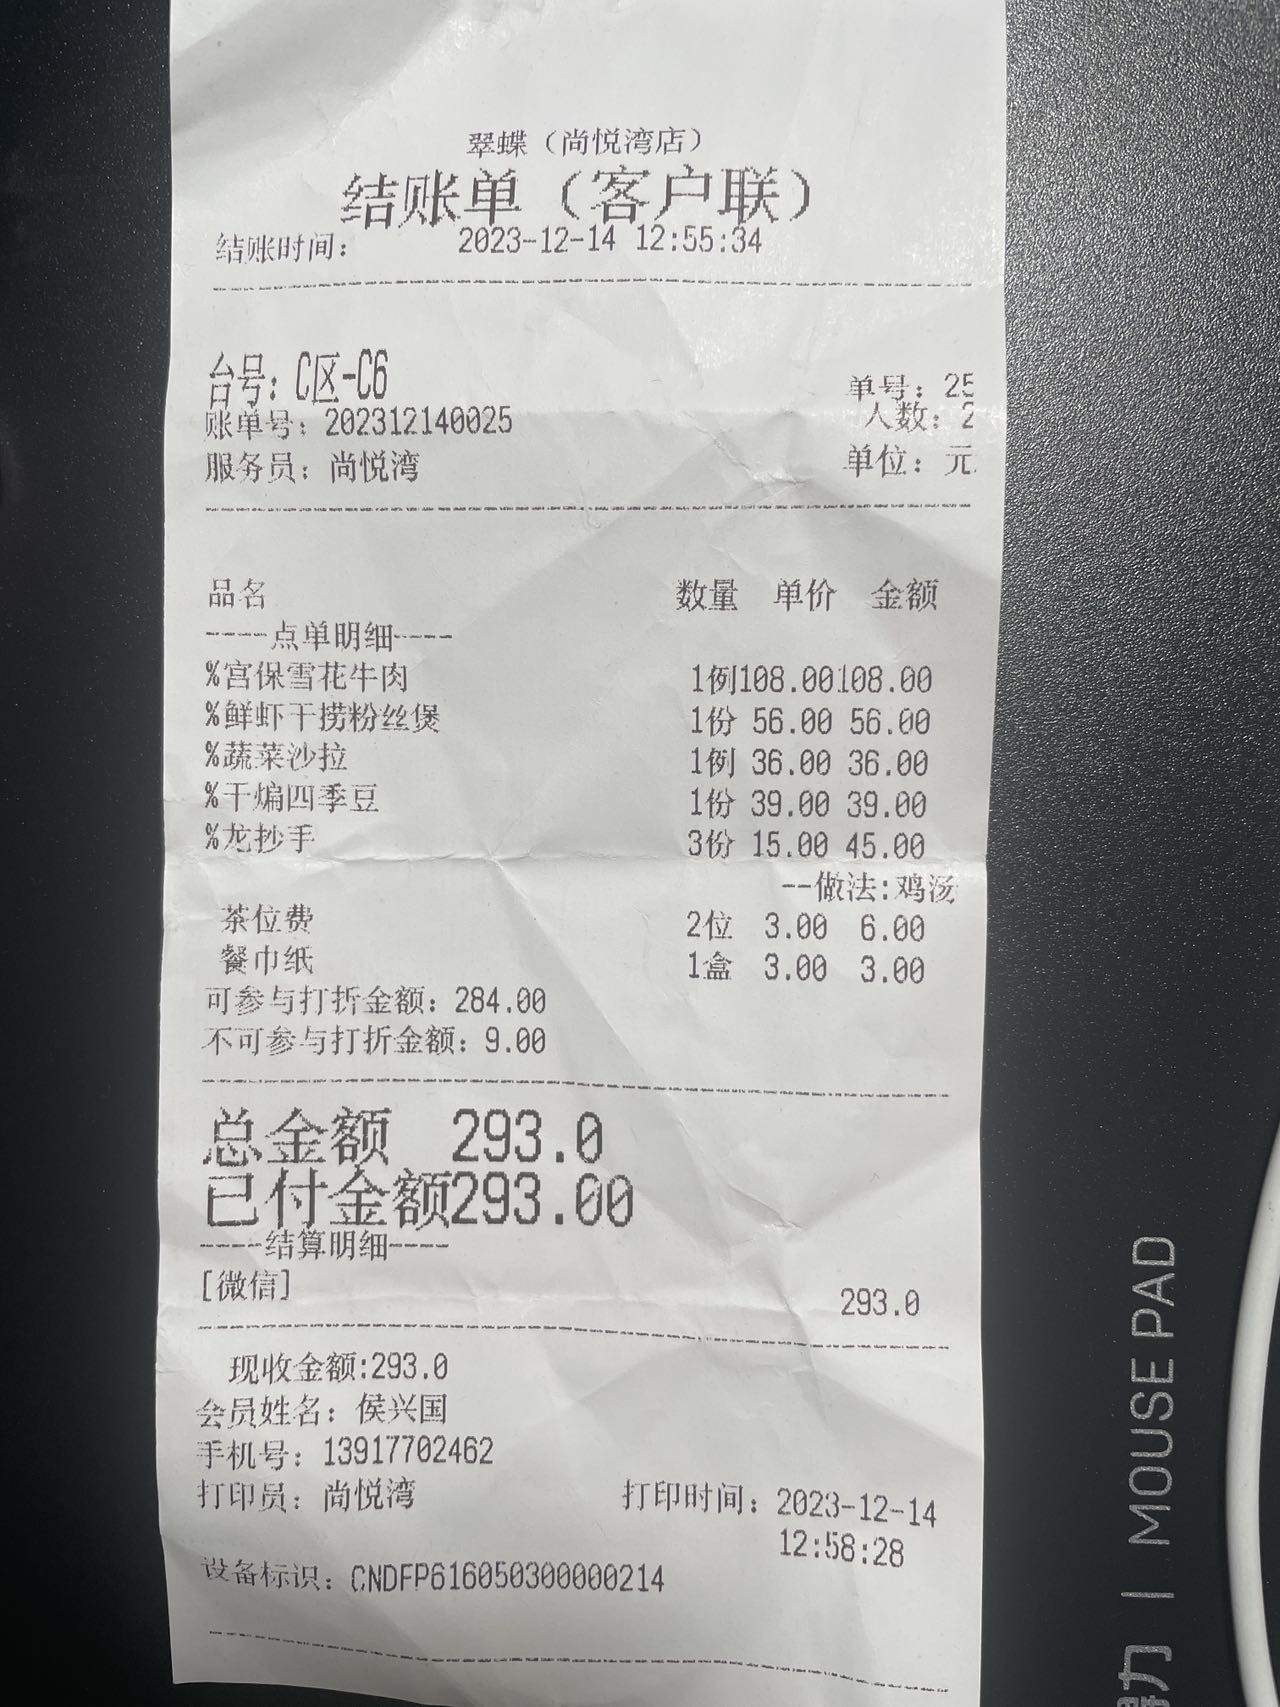 翠蝶（尚悦湾店）
结账单（客户联）
结账时间： 2023-12-14 12:55:34
台号：C区-C6
单号：25
账单号：202312140025 人数：2
服务员：尚悦湾 单位：元
品名 数量 单价 金额
----点单明细----
%宫保雪花牛肉 1例108.00108.00
%鲜虾干捞粉丝煲 1份 56.00 56.00
%蔬菜沙拉 1例 36.00 36.00
%干煸四季豆 1份 39.00 39.00
%龙抄手 3份 15.00 45.00
--做法:鸡汤
茶位费 2位 3.00 6.00
餐巾纸 1盒 3.00 3.00
可参与打折金额：284.00
不可参与打折金额：9.00
总金额 293.0
已付金额293.00
----结算明细----
[微信] 293.0
现收金额:293.0
会员姓名：侯兴国
手机号：13917702462
打印员：尚悦湾 打印时间：2023-12-14
12:58:28
设备标识：CNDFP616050300000214
力 | MOUSE PAD